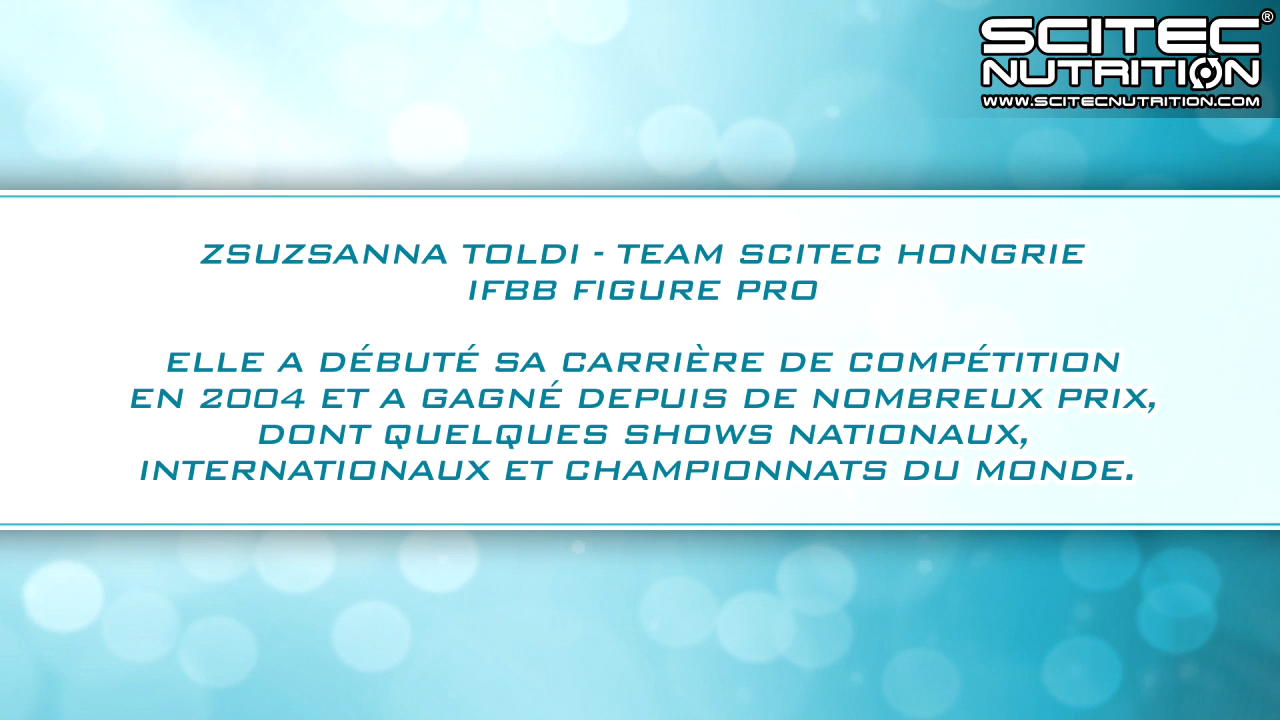 SCITEC®
NUTRITION
WWW.SCITECNUTRITION.COM
ZSUZSANNA TOLDI - TEAM SCITEC HONGRIE
IFBB FIGURE PRO
ELLE A DÉBUTÉ SA CARRIÈRE DE COMPÉTITION
EN 2004 ET A GAGNÉ DEPUIS DE NOMBREUX PRIX,
DONT QUELQUES SHOWS NATIONAUX,
INTERNATIONAUX ET CHAMPIONNATS DU MONDE.